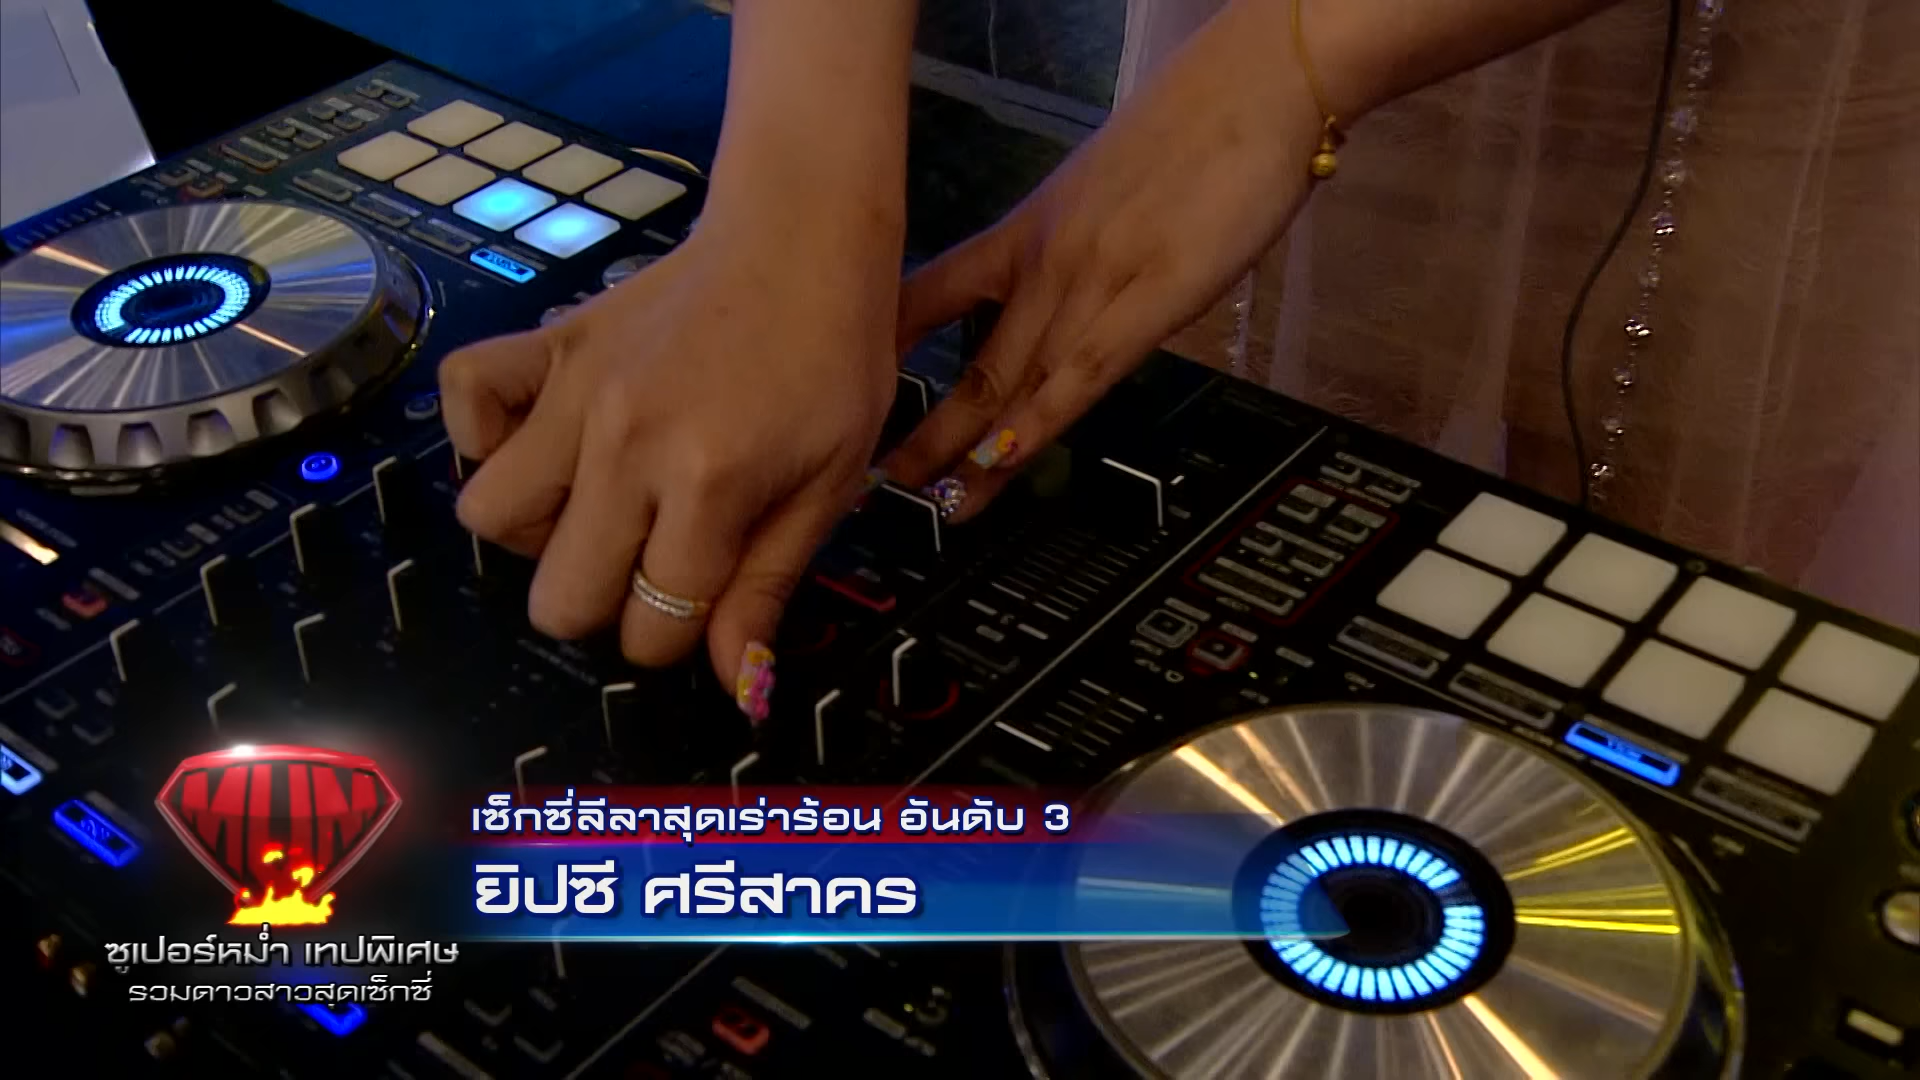 เซ็กซี่ลีลาสุดเร่าร้อน อันดับ 3
ยิปซี ศรีสาคร
MUM
ซูเปอร์หม่ำ เทปพิเศษ
รวมดาวสาวสุดเซ็กซี่